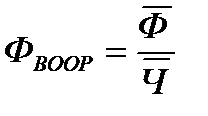 Ф_ВООР = Ф̅ / Ч̅